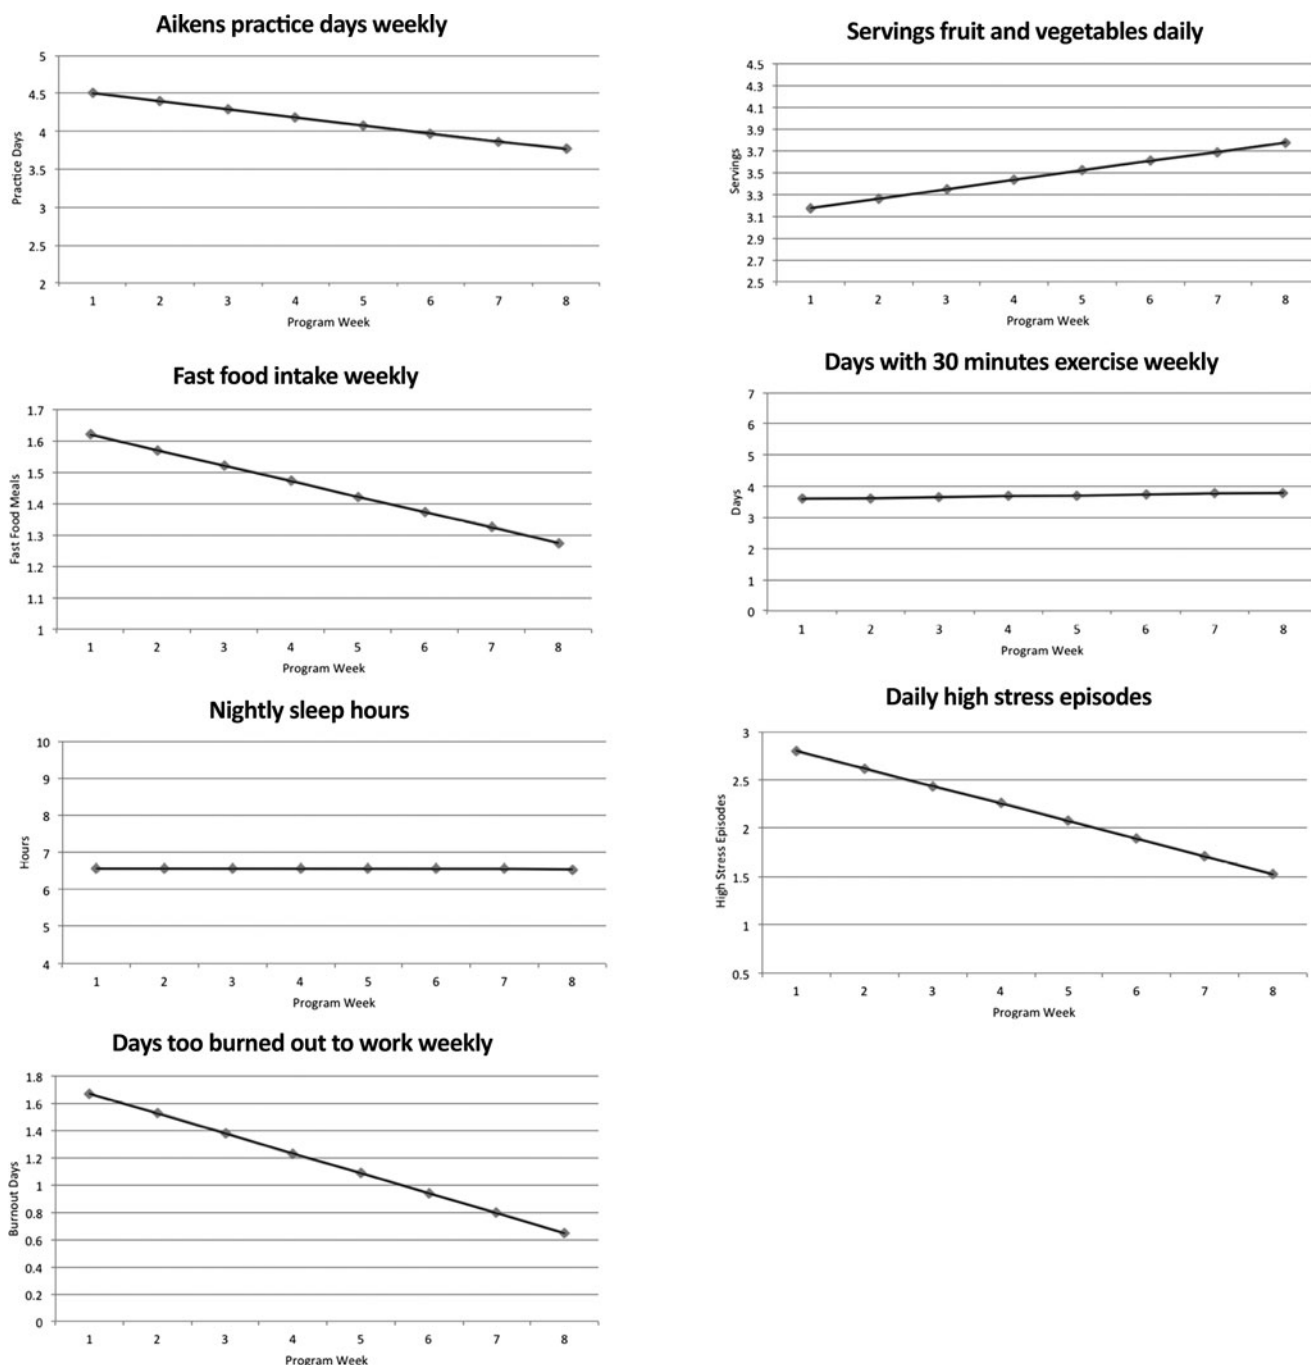 Aikens practice days weekly
5
4.5
4
3.5
3
2.5
2
Practice Days
1 2 3 4 5 6 7 8
Program Week
Servings fruit and vegetables daily
4.5
4.3
4.1
3.9
3.7
3.5
3.3
3.1
2.9
2.7
2.5
Servings
1 2 3 4 5 6 7 8
Program Week
Fast food intake weekly
1.7
1.6
1.5
1.4
1.3
1.2
1.1
1
Fast Food Meals
1 2 3 4 5 6 7 8
Program Week
Days with 30 minutes exercise weekly
7
6
5
4
3
2
1
0
Days
1 2 3 4 5 6 7 8
Program Week
Nightly sleep hours
10
9
8
7
6
5
4
Hours
1 2 3 4 5 6 7 8
Program Week
Daily high stress episodes
3
2.5
2
1.5
1
0.5
High Stress Episodes
1 2 3 4 5 6 7 8
Program Week
Days too burned out to work weekly
1.8
1.6
1.4
1.2
1
0.8
0.6
0.4
0.2
0
Burnout Days
1 2 3 4 5 6 7 8
Program Week